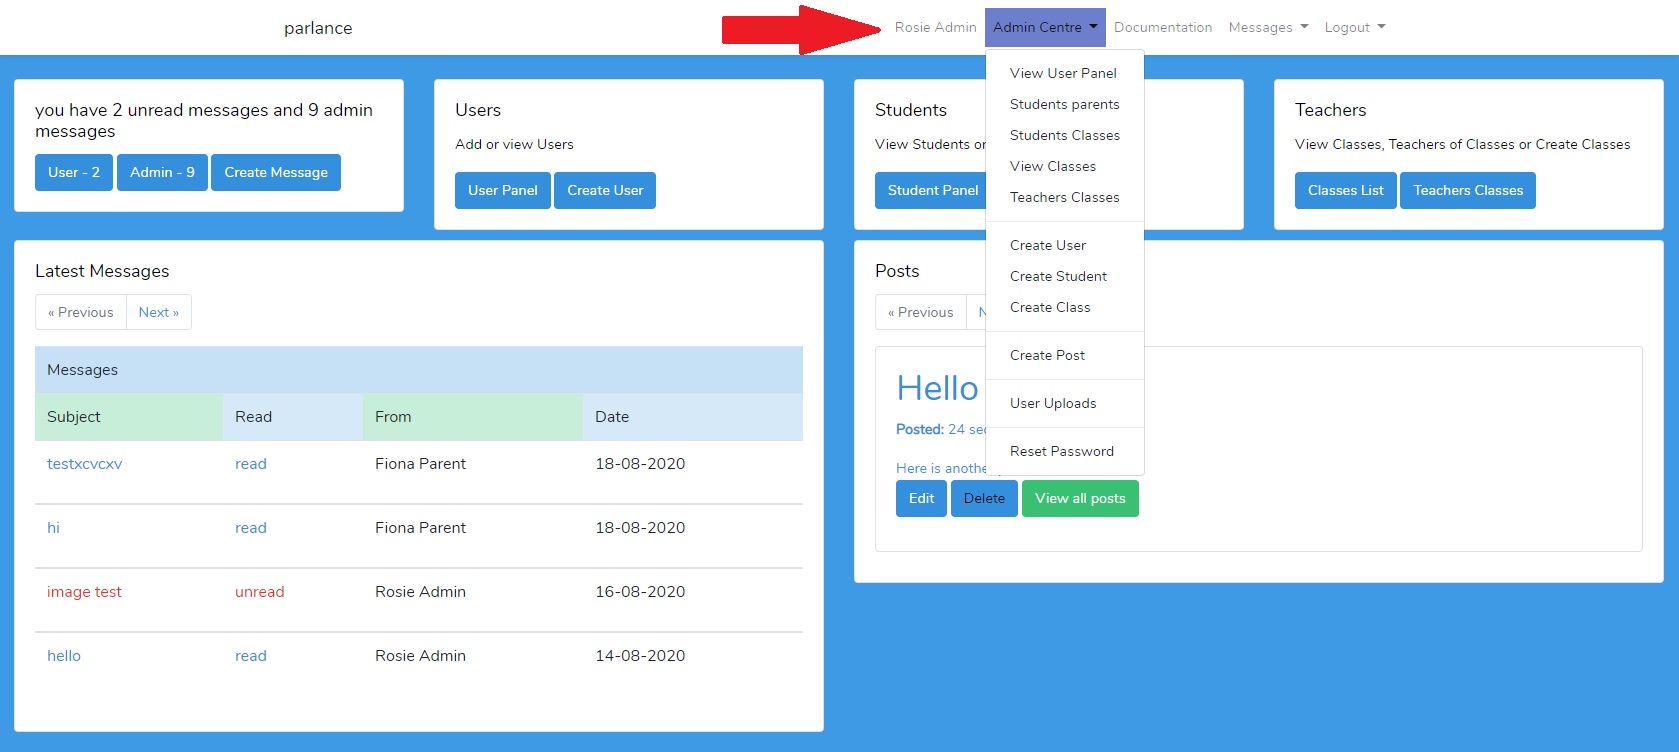 parlance
Rosie Admin Admin Centre Documentation Messages Logout
View User Panel
Students parents
Students Classes
View Classes
Teachers Classes
Create User
Create Student
Create Class
Create Post
User Uploads
Reset Password
you have 2 unread messages and 9 admin
messages
User - 2 Admin - 9 Create Message
Users
Add or view Users
User Panel Create User
Students
View Students or
Student Panel
Teachers
View Classes, Teachers of Classes or Create Classes
Classes List Teachers Classes
Latest Messages
« Previous Next »
Messages
Subject Read From Date
testxcvcxv read Fiona Parent 18-08-2020
hi read Fiona Parent 18-08-2020
image test unread Rosie Admin 16-08-2020
hello read Rosie Admin 14-08-2020
Posts
« Previous
Hello
Posted: 24
Here is
Edit Delete View all posts